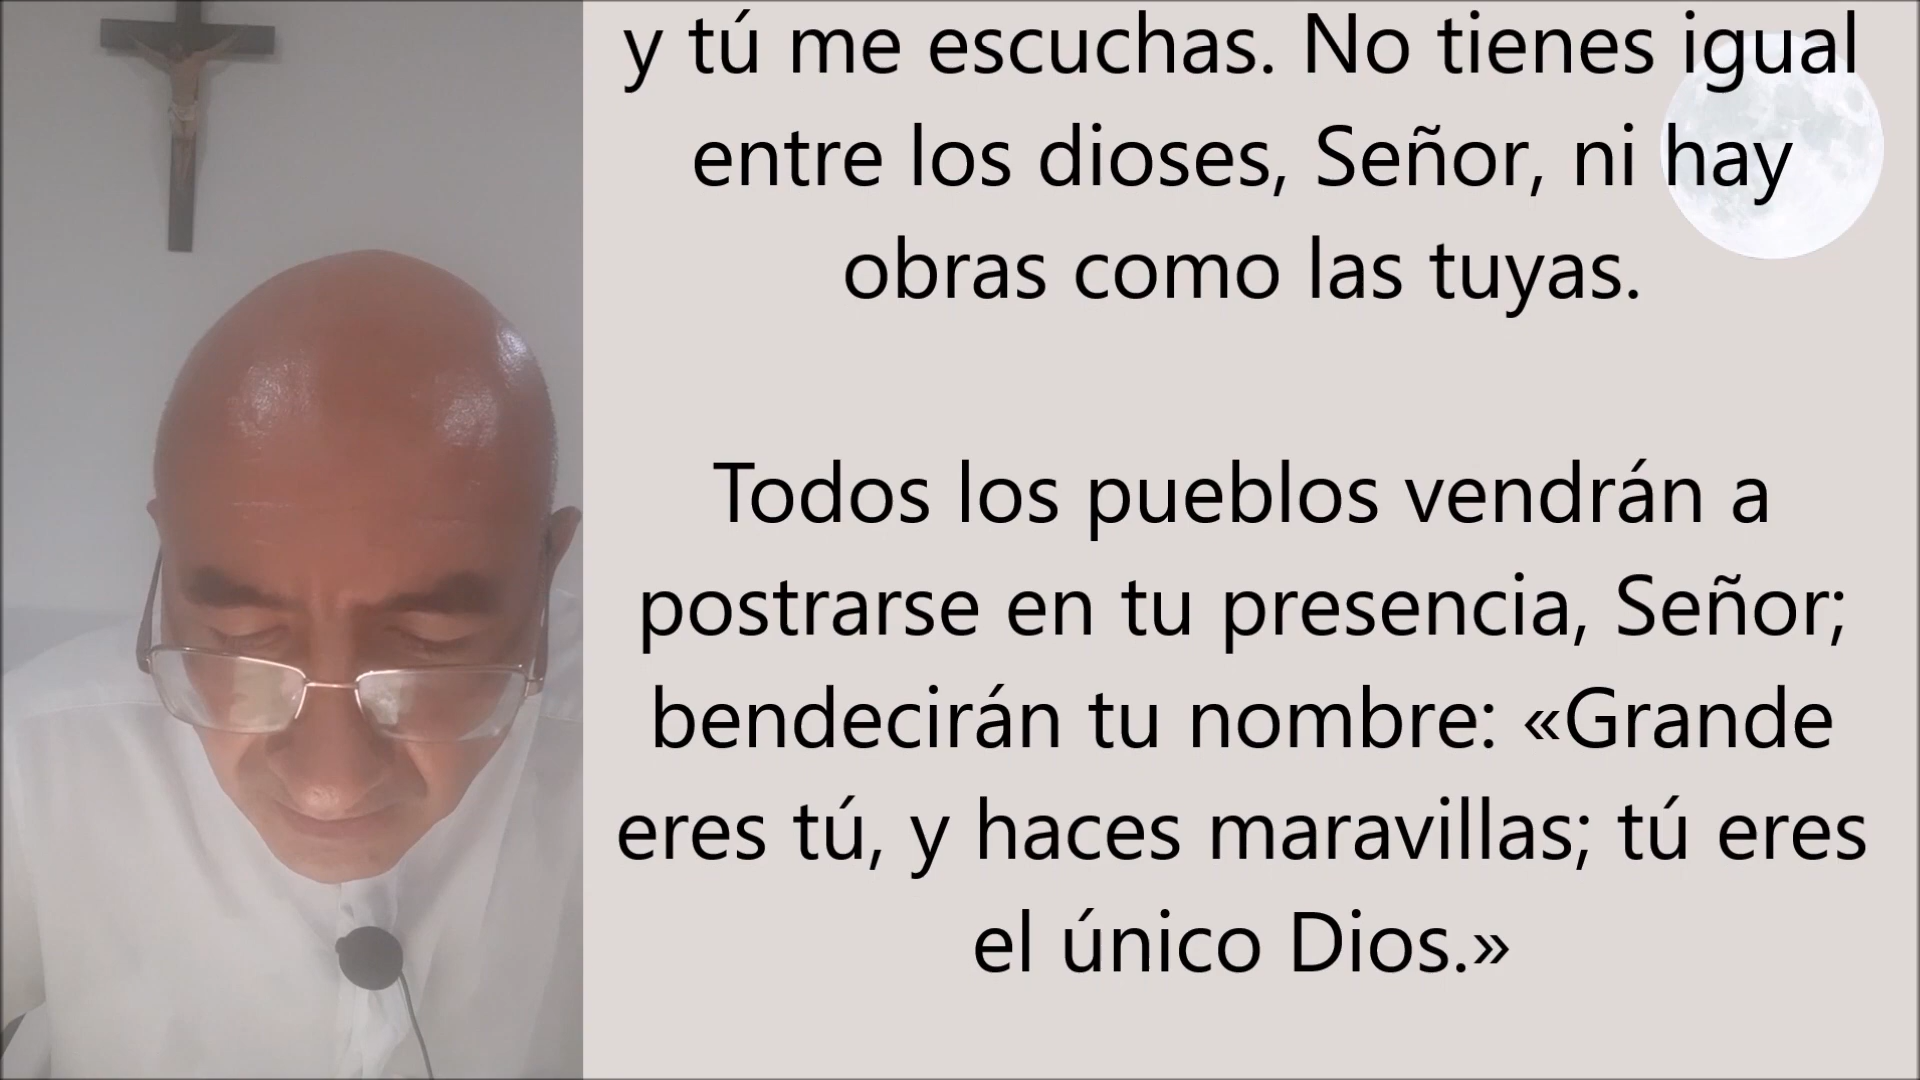 y tú me escuchas. No tienes igual
entre los dioses, Señor, ni hay
obras como las tuyas.
Todos los pueblos vendrán a
postrarse en tu presencia, Señor;
bendecirán tu nombre: «Grande
eres tú, y haces maravillas; tú eres
el único Dios.»